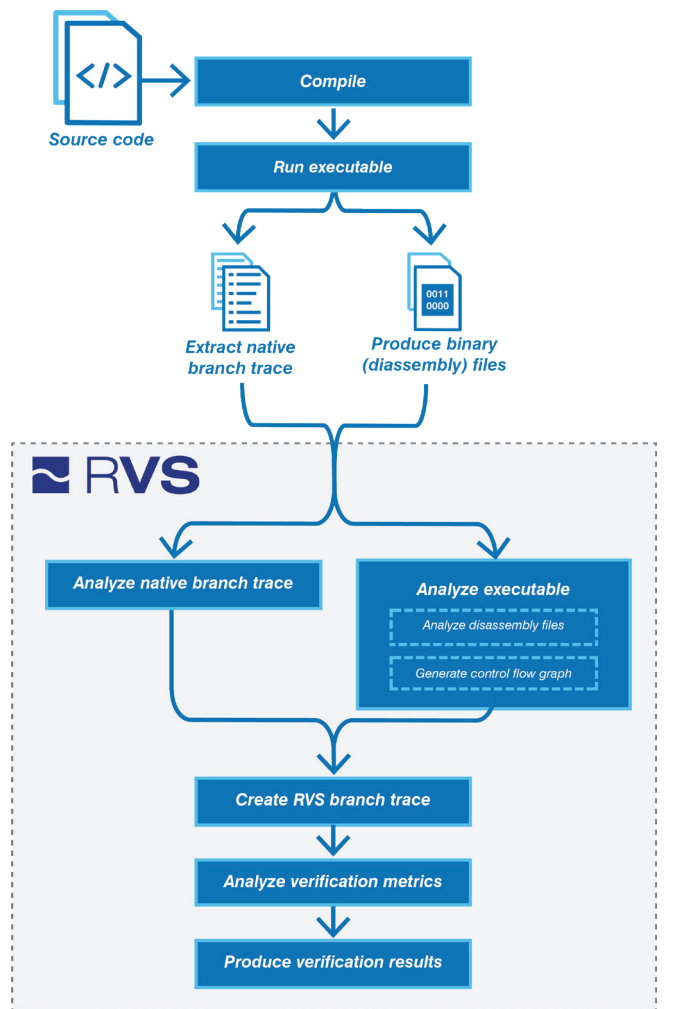 </>
Source code
Compile
Run executable
Extract native
branch trace
0011
0000
Produce binary
(diassembly) files
RVS
Analyze native branch trace
Analyze executable
Analyze disassembly files
Generate control flow graph
Create RVS branch trace
Analyze verification metrics
Produce verification results